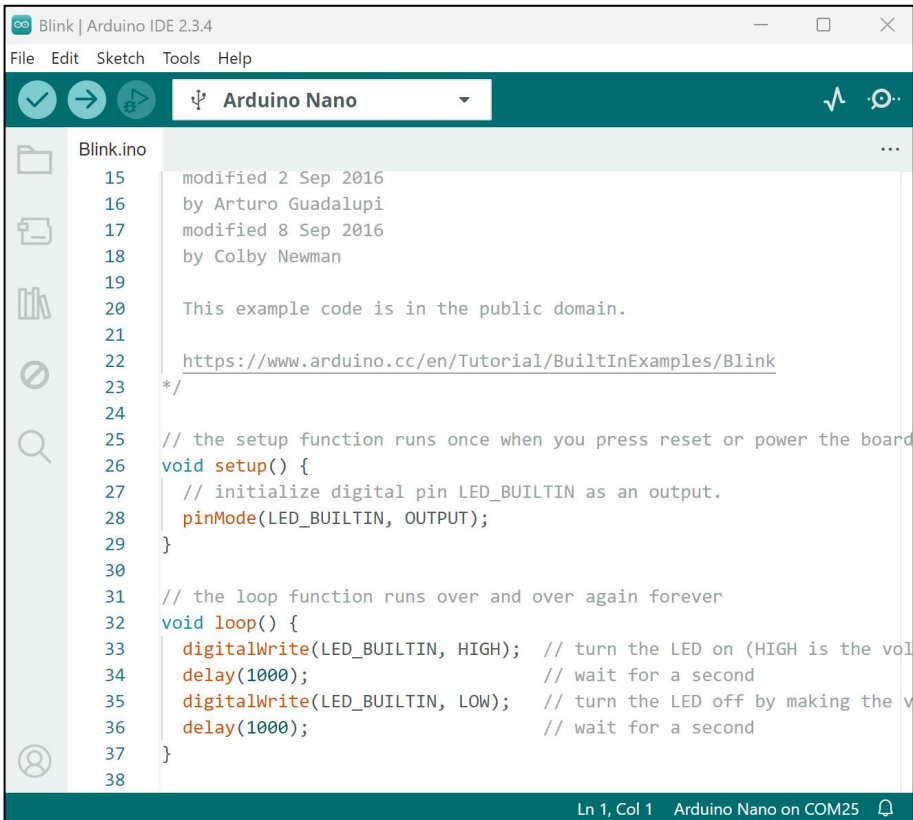 Blink | Arduino IDE 2.3.4
File Edit Sketch Tools Help
Arduino Nano
Blink.ino
15 modified 2 Sep 2016
16 by Arturo Guadalupi
17 modified 8 Sep 2016
18 by Colby Newman
19
20 This example code is in the public domain.
21
22 https://www.arduino.cc/en/Tutorial/BuiltInExamples/Blink
23 */
24
25 // the setup function runs once when you press reset or power the board
26 void setup() {
27 // initialize digital pin LED_BUILTIN as an output.
28 pinMode(LED_BUILTIN, OUTPUT);
29 }
30
31 // the loop function runs over and over again forever
32 void loop() {
33 digitalWrite(LED_BUILTIN, HIGH); // turn the LED on (HIGH is the vol
34 delay(1000); // wait for a second
35 digitalWrite(LED_BUILTIN, LOW); // turn the LED off by making the v
36 delay(1000); // wait for a second
37 }
38
Ln 1, Col 1 Arduino Nano on COM25